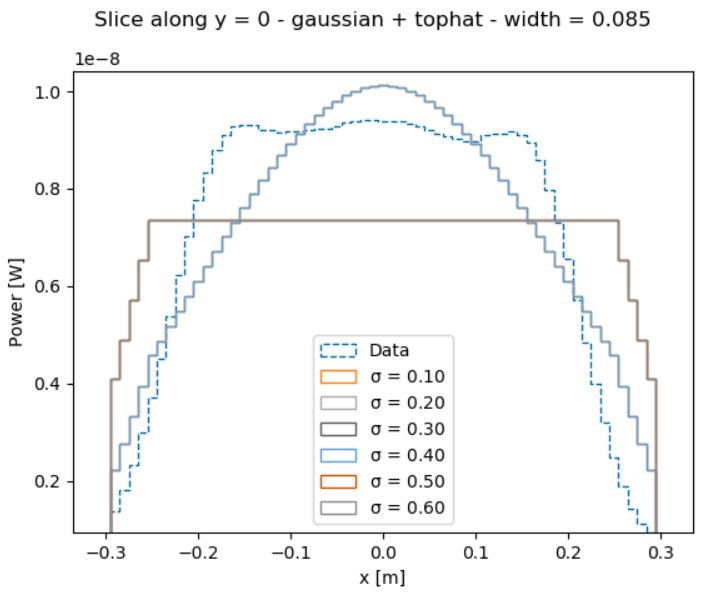 Slice along y = 0 - gaussian + tophat - width = 0.085
1e−8
1.0
0.8
0.6
0.4
0.2
Power [W]
Data
σ = 0.10
σ = 0.20
σ = 0.30
σ = 0.40
σ = 0.50
σ = 0.60
−0.3 −0.2 −0.1 0.0 0.1 0.2 0.3
x [m]